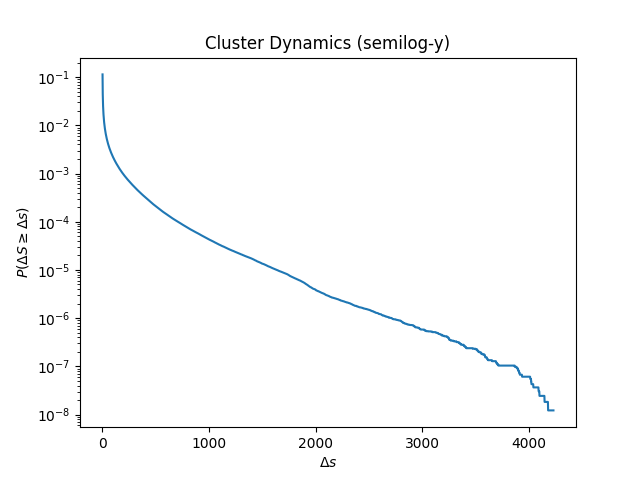 Cluster Dynamics (semilog-y)
10⁻¹
10⁻²
10⁻³
10⁻⁴
10⁻⁵
10⁻⁶
10⁻⁷
10⁻⁸
P(ΔS ≥ Δs)
0 1000 2000 3000 4000
Δs